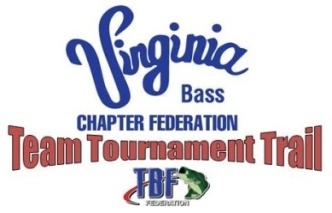 Virginia
Bass
CHAPTER FEDERATION
Team Tournament Trail
TBF
FEDERATION